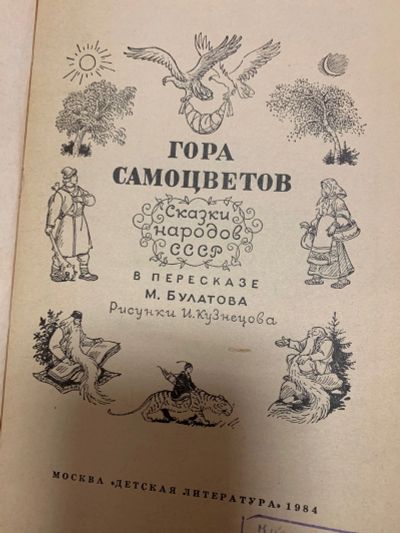 ГОРА
САМОЦВЕТОВ
Сказки
народов
СССР
В ПЕРЕСКАЗЕ
М. БУЛАТОВА
Рисунки И. Кузнецова
МОСКВА «ДЕТСКАЯ ЛИТЕРАТУРА» 1984